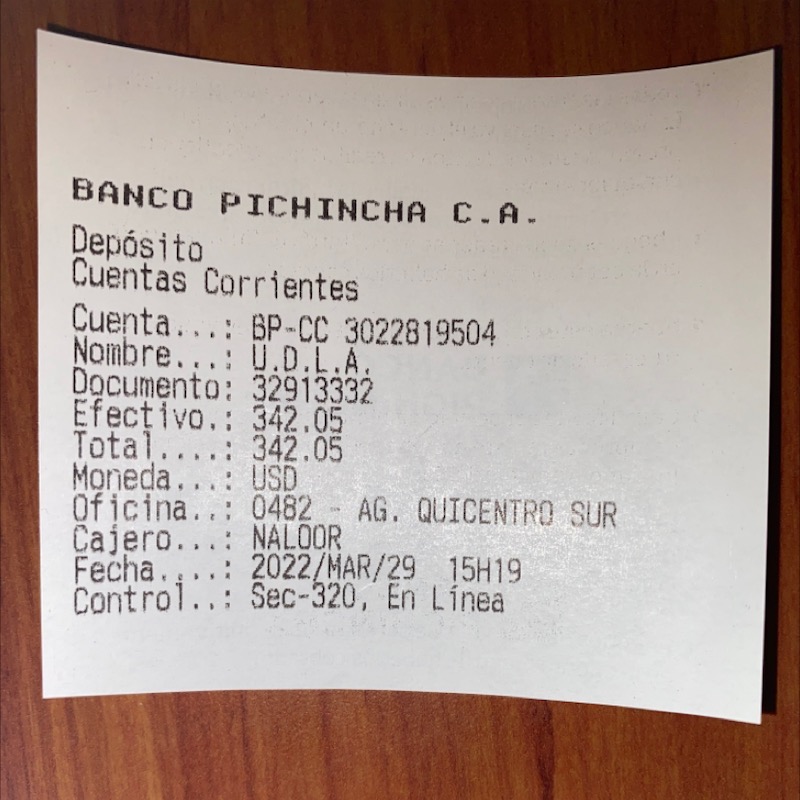 BANCO PICHINCHA C.A.
Depósito
Cuentas Corrientes
Cuenta...: BP-CC 3022819504
Nombre...: U.D.L.A.
Documento: 32913332
Efectivo.: 342.05
Total....: 342.05
Moneda...: USD
Oficina..: 0482 - AG. QUICENTRO SUR
Cajero...: NALOOR
Fecha....: 2022/MAR/29 15H19
Control..: Sec-320, En Línea